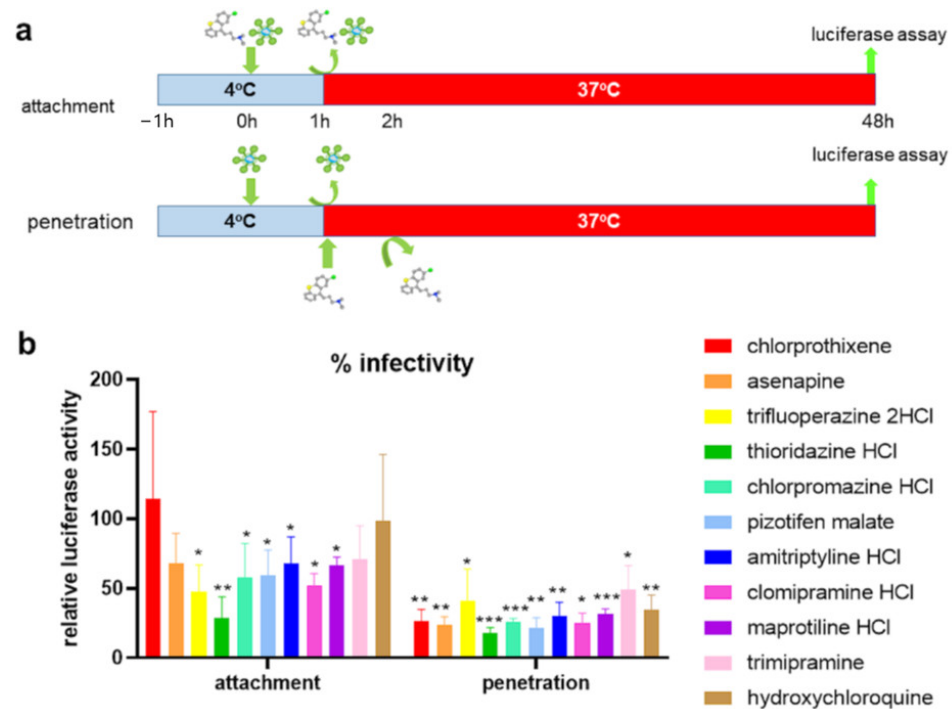 a
luciferase assay
attachment
4°C
37°C
−1h 0h 1h 2h 48h
luciferase assay
penetration
4°C
37°C
b
% infectivity
relative luciferase activity
200
150
100
50
0
* ** * * * * *
** ** * *** *** ** ** * *** * **
attachment
penetration
chlorprothixene
asenapine
trifluoperazine 2HCl
thioridazine HCl
chlorpromazine HCl
pizotifen malate
amitriptyline HCl
clomipramine HCl
maprotiline HCl
trimipramine
hydroxychloroquine